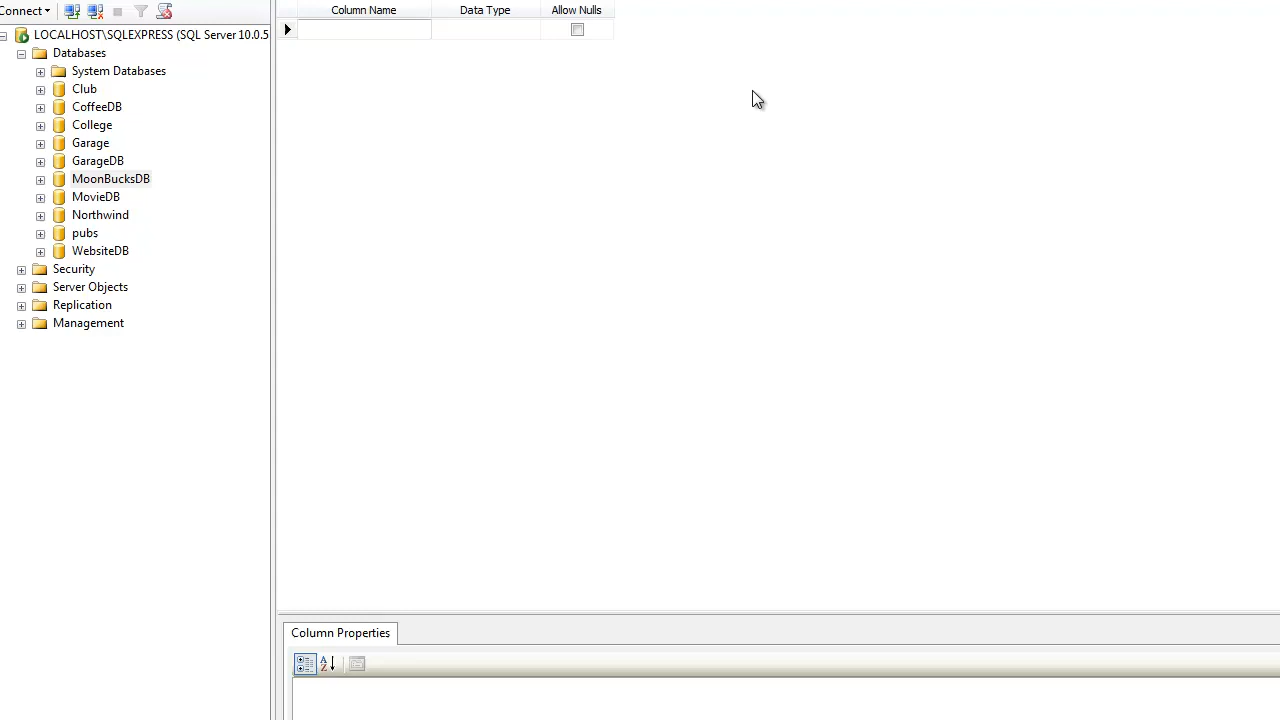 Connect
LOCALHOST\SQLEXPRESS (SQL Server 10.0.5
Databases
System Databases
Club
CoffeeDB
College
Garage
GarageDB
MoonBucksDB
MovieDB
Northwind
pubs
WebsiteDB
Security
Server Objects
Replication
Management
Column Name Data Type Allow Nulls
Column Properties
A
Z